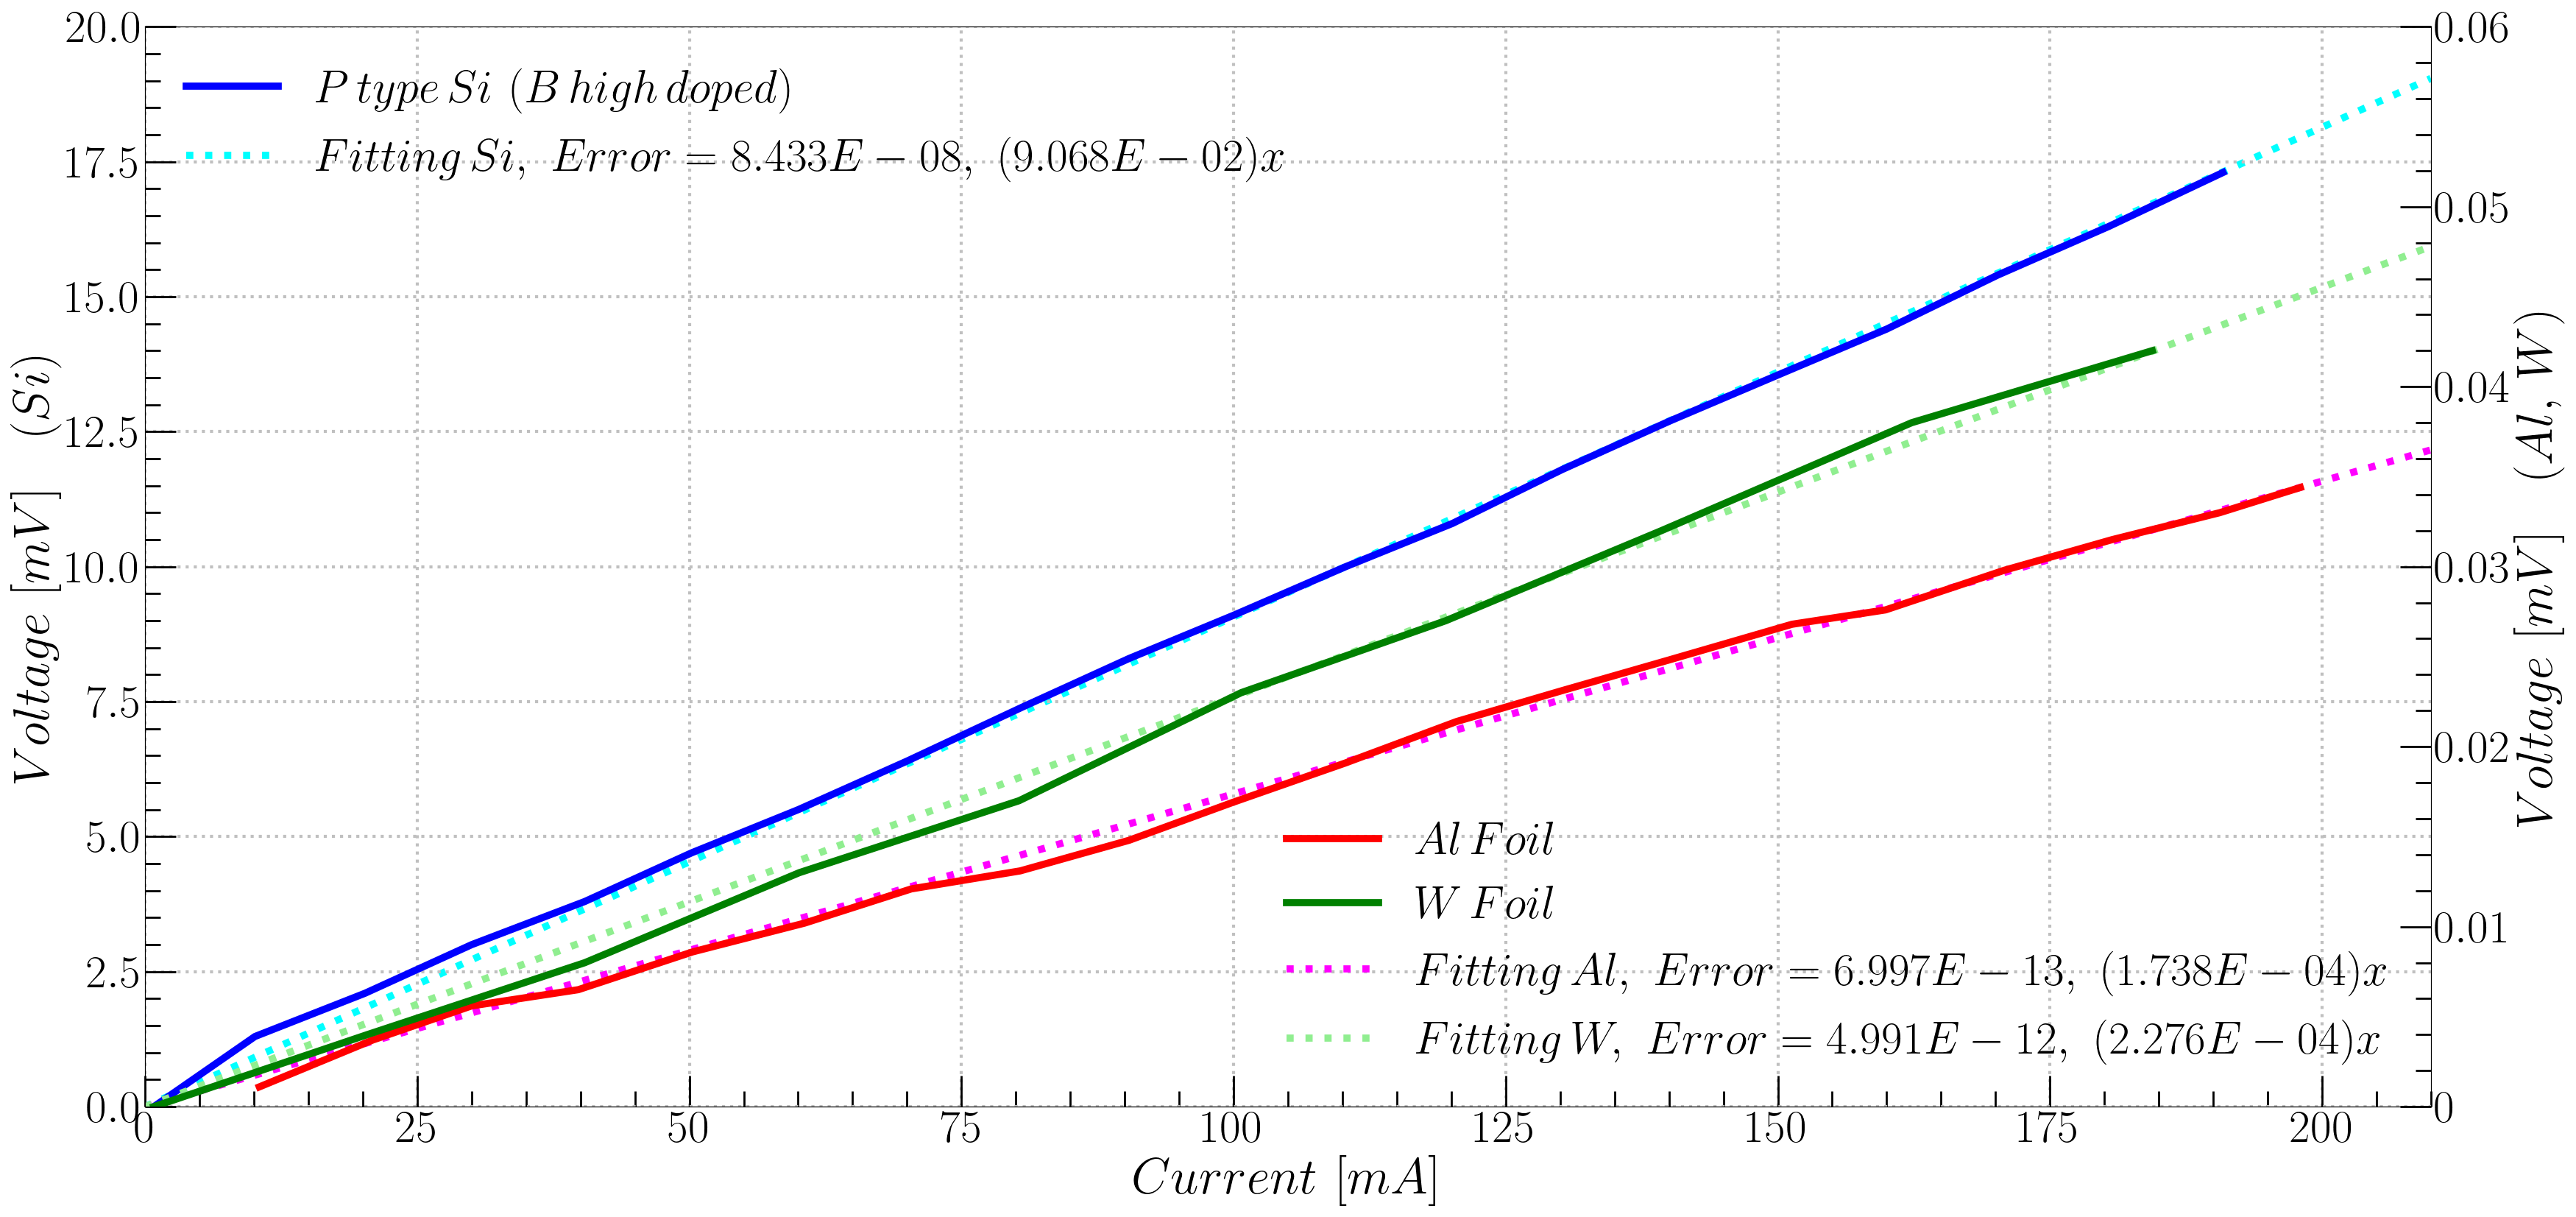 20.0
17.5
15.0
12.5
10.0
7.5
5.0
2.5
0.0
Voltage [mV] (Si)
P type Si (B high doped)
Fitting Si, Error = 8.433E − 08, (9.068E − 02)x
Al Foil
W Foil
Fitting Al, Error = 6.997E − 13, (1.738E − 04)x
Fitting W, Error = 4.991E − 12, (2.276E − 04)x
0.06
0.05
0.04
0.03
0.02
0.01
0
Voltage [mV] (Al, W)
0 25 50 75 100 125 150 175 200
Current [mA]